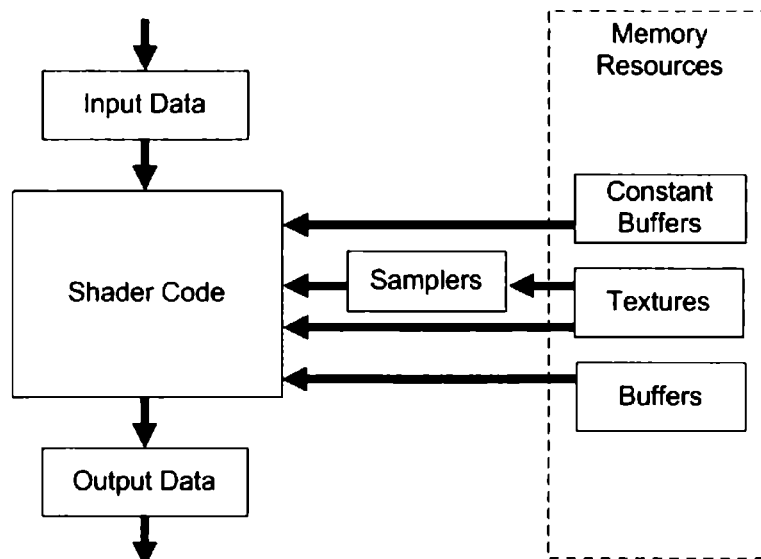 Memory
Resources
Input Data
Constant
Buffers
Shader Code
Samplers
Textures
Buffers
Output Data